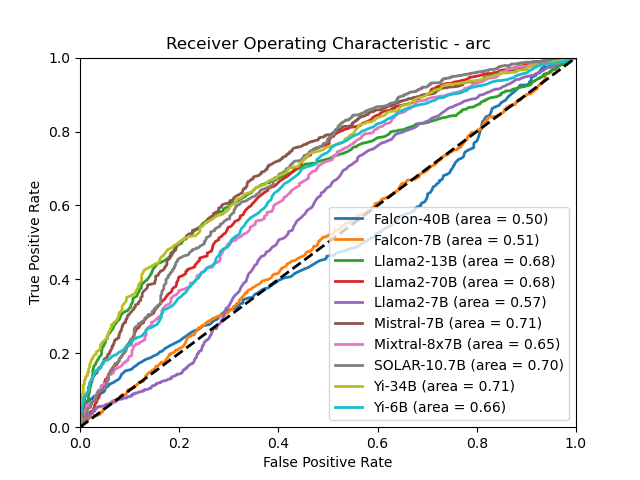 Receiver Operating Characteristic - arc
True Positive Rate
1.0
0.8
0.6
0.4
0.2
0.0
Falcon-40B (area = 0.50)
Falcon-7B (area = 0.51)
Llama2-13B (area = 0.68)
Llama2-70B (area = 0.68)
Llama2-7B (area = 0.57)
Mistral-7B (area = 0.71)
Mixtral-8x7B (area = 0.65)
SOLAR-10.7B (area = 0.70)
Yi-34B (area = 0.71)
Yi-6B (area = 0.66)
0.0 0.2 0.4 0.6 0.8 1.0
False Positive Rate